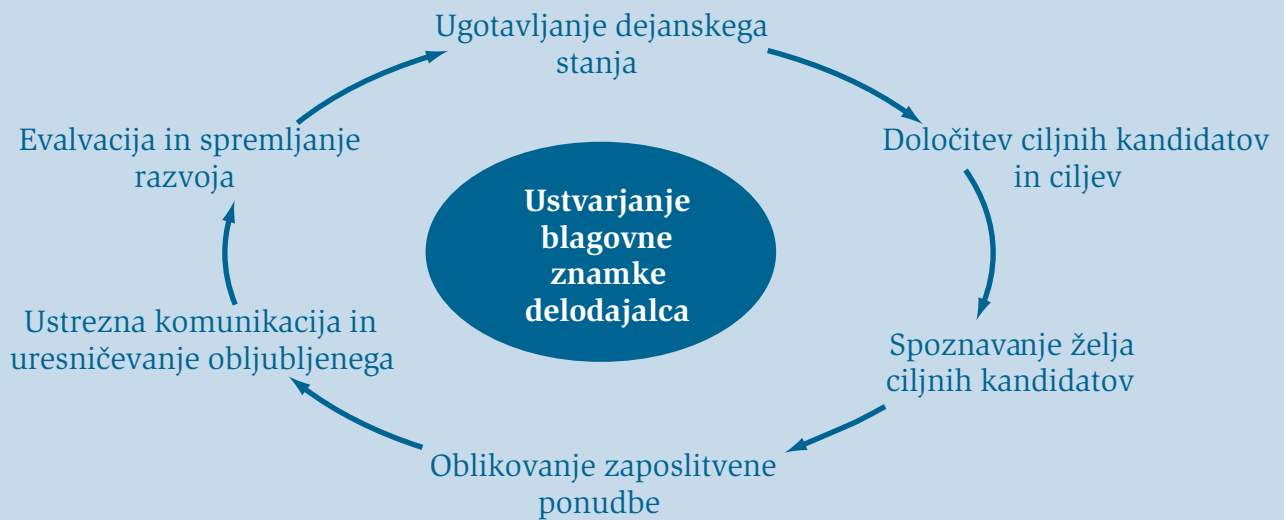 Ugotavljanje dejanskega
stanja
Določitev ciljnih kandidatov
in ciljev
Spoznavanje želja
ciljnih kandidatov
Oblikovanje zaposlitvene
ponudbe
Ustrezna komunikacija in
uresničevanje obljubljenega
Evalvacija in spremljanje
razvoja
Ustvarjanje
blagovne
znamke
delodajalca